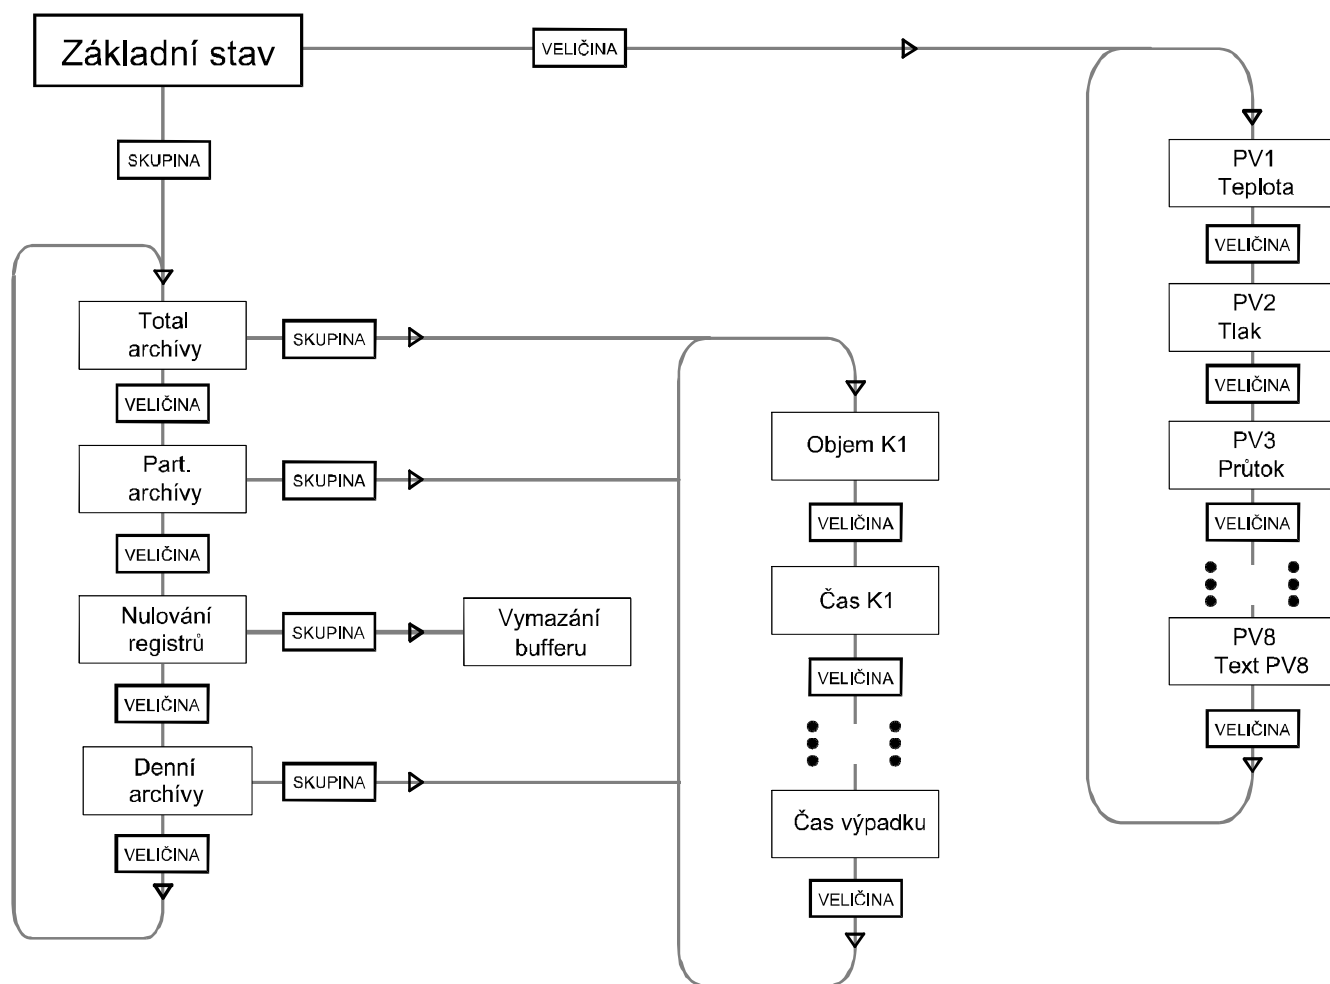 Základní stav
VELIČINA
SKUPINA
PV1
Teplota
VELIČINA
PV2
Tlak
VELIČINA
PV3
Průtok
VELIČINA
PV8
Text PV8
VELIČINA
Total
archívy
SKUPINA
VELIČINA
Part.
archívy
SKUPINA
VELIČINA
Nulování
registrů
SKUPINA
Vymazání
bufferu
VELIČINA
Denní
archívy
SKUPINA
VELIČINA
Objem K1
VELIČINA
Čas K1
VELIČINA
Čas výpadku
VELIČINA